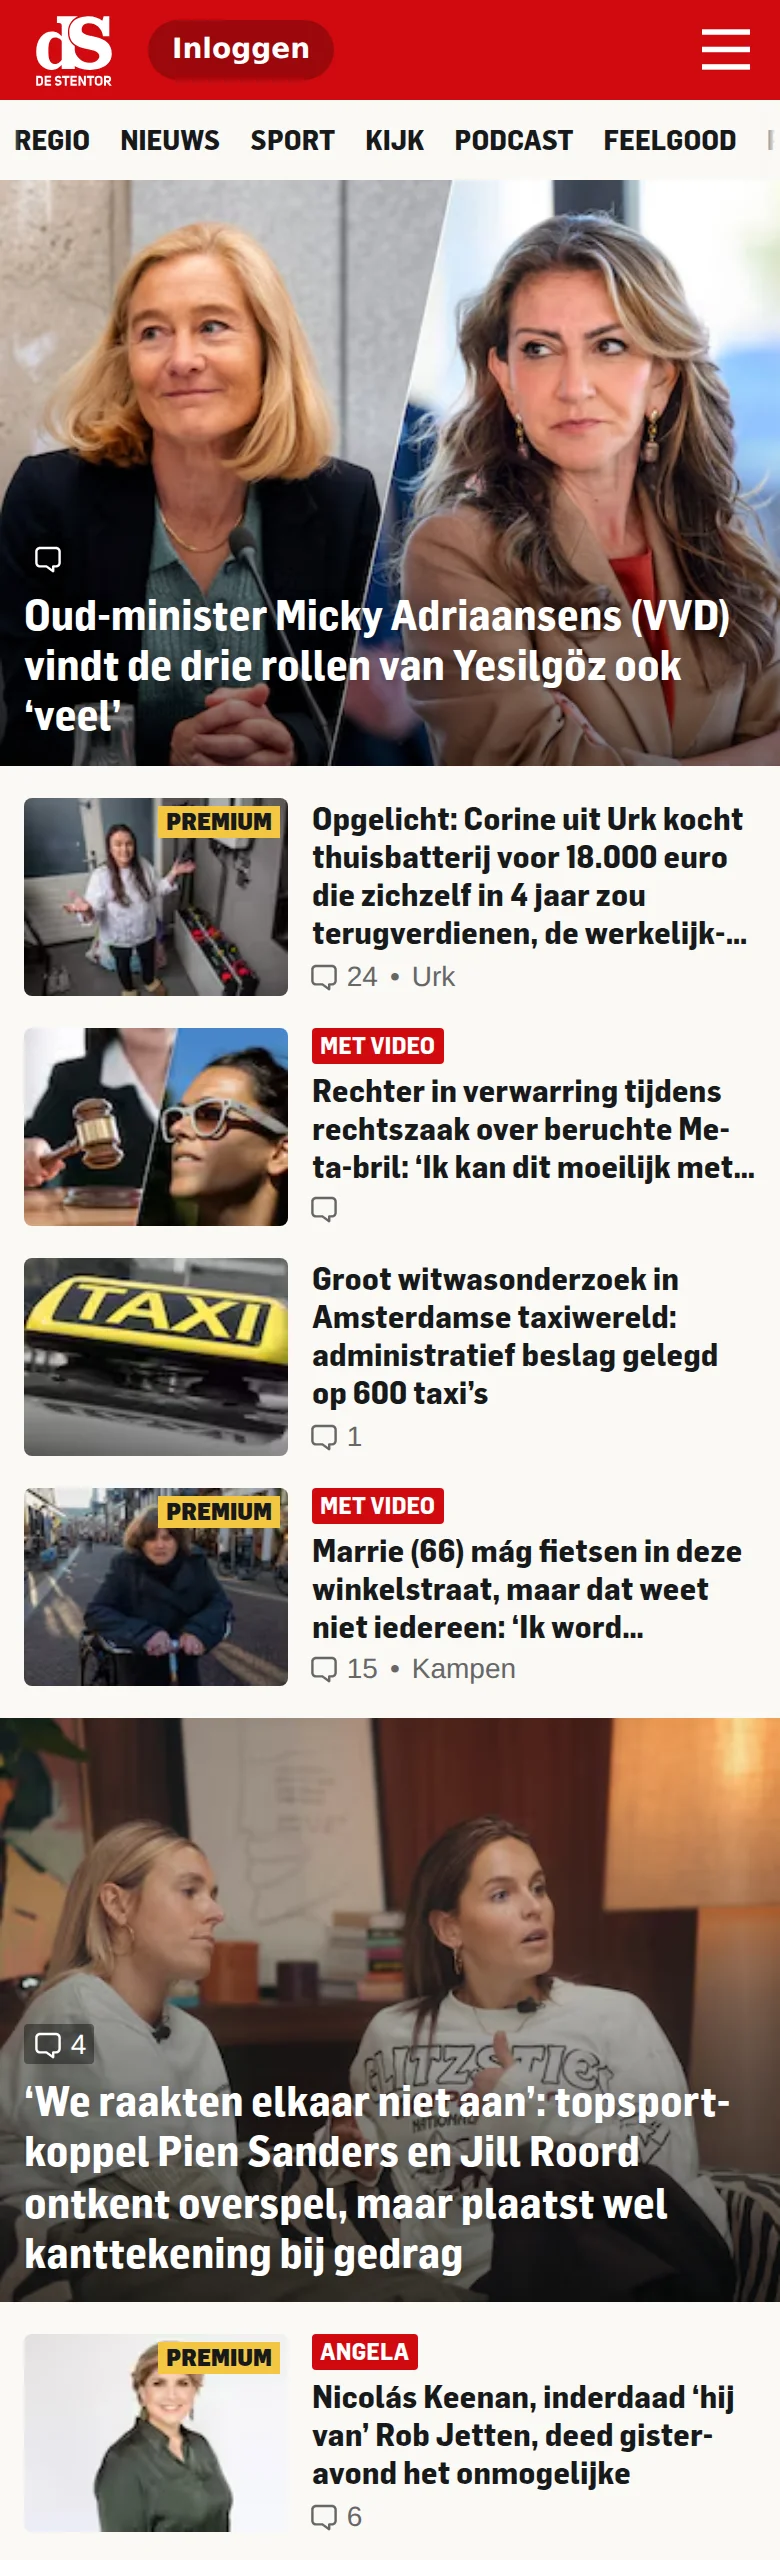 dS
DE STENTOR
Inloggen
REGIO NIEUWS SPORT KIJK PODCAST FEELGOOD
Oud-minister Micky Adriaansens (VVD)
vindt de drie rollen van Yesilgöz ook
‘veel’
PREMIUM
Opgelicht: Corine uit Urk kocht
thuisbatterij voor 18.000 euro
die zichzelf in 4 jaar zou
terugverdienen, de werkelijk-...
24 • Urk
MET VIDEO
Rechter in verwarring tijdens
rechtszaak over beruchte Me-
ta-bril: ‘Ik kan dit moeilijk met...
TAXI
Groot witwasonderzoek in
Amsterdamse taxiwereld:
administratief beslag gelegd
op 600 taxi’s
1
PREMIUM
MET VIDEO
Marrie (66) mág fietsen in deze
winkelstraat, maar dat weet
niet iedereen: ‘Ik word...
15 • Kampen
4
‘We raakten elkaar niet aan’: topsport-
koppel Pien Sanders en Jill Roord
ontkent overspel, maar plaatst wel
kanttekening bij gedrag
PREMIUM
ANGELA
Nicolás Keenan, inderdaad ‘hij
van’ Rob Jetten, deed gister-
avond het onmogelijke
6